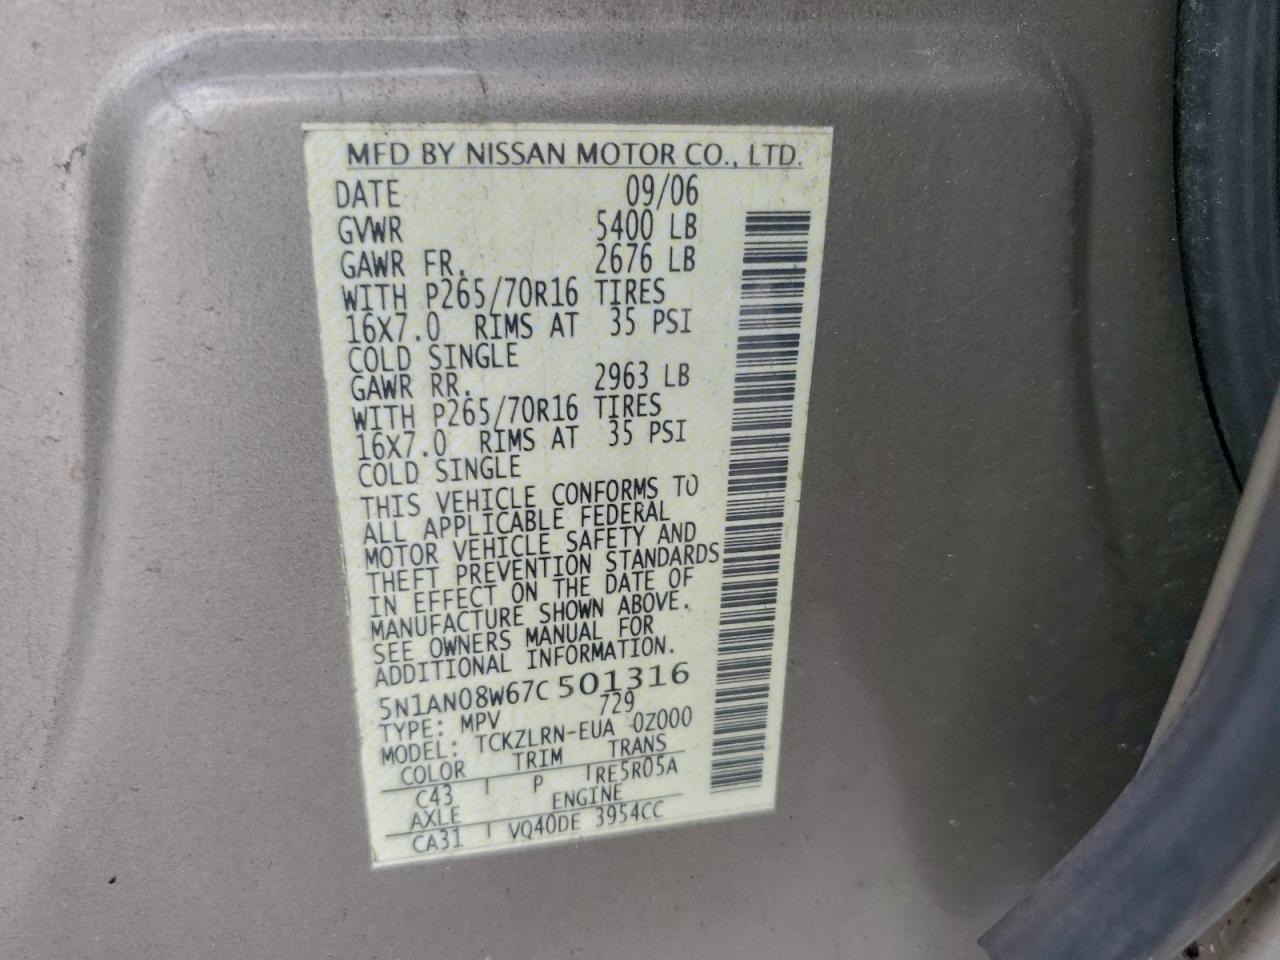 MFD BY NISSAN MOTOR CO., LTD.
DATE 09/06
GVWR 5400 LB
GAWR FR. 2676 LB
WITH P265/70R16 TIRES
16X7.0 RIMS AT 35 PSI
COLD SINGLE
GAWR RR. 2963 LB
WITH P265/70R16 TIRES
16X7.0 RIMS AT 35 PSI
COLD SINGLE
THIS VEHICLE CONFORMS TO
ALL APPLICABLE FEDERAL
MOTOR VEHICLE SAFETY AND
THEFT PREVENTION STANDARDS
IN EFFECT ON THE DATE OF
MANUFACTURE SHOWN ABOVE.
SEE OWNERS MANUAL FOR
ADDITIONAL INFORMATION.
5N1AN08W67C 501316
TYPE: MPV 729
MODEL: TCKZLRN-EUA 0Z000
COLOR TRIM TRANS
C43 P RE5R05A
AXLE ENGINE
CA31 VQ40DE 3954CC